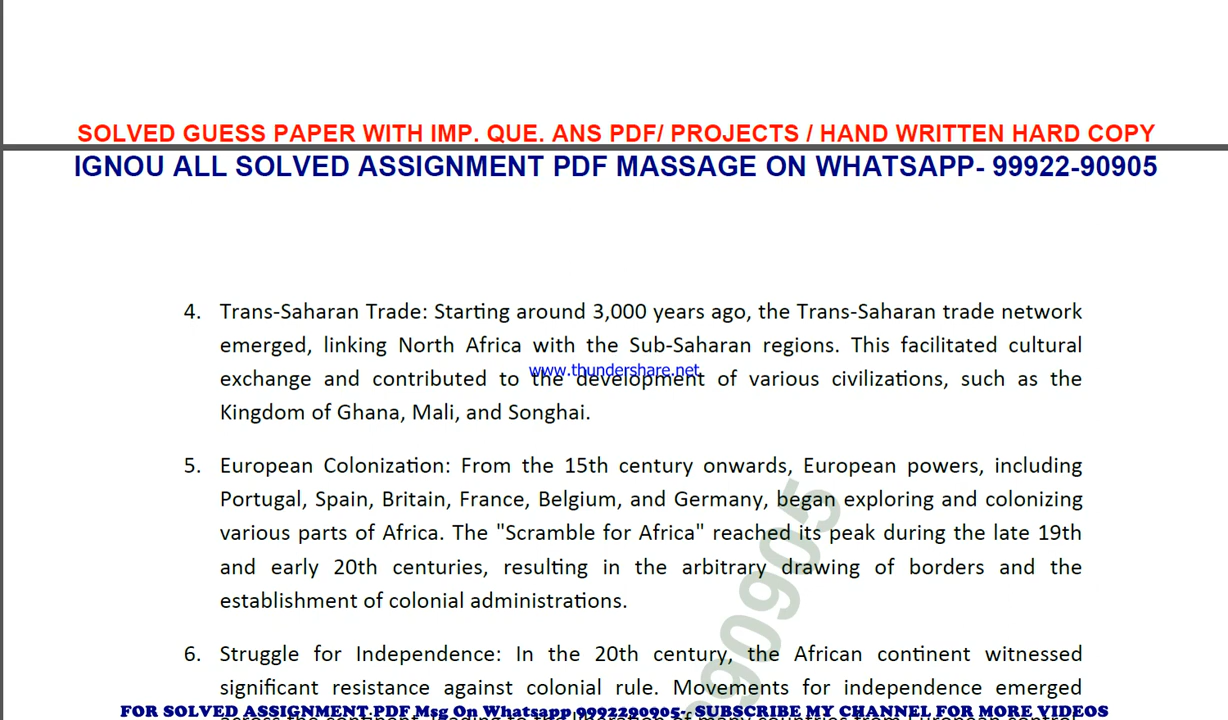 SOLVED GUESS PAPER WITH IMP. QUE. ANS PDF/ PROJECTS / HAND WRITTEN HARD COPY
IGNOU ALL SOLVED ASSIGNMENT PDF MASSAGE ON WHATSAPP- 99922-90905
4. Trans-Saharan Trade: Starting around 3,000 years ago, the Trans-Saharan trade network
emerged, linking North Africa with the Sub-Saharan regions. This facilitated cultural
www.thundershare.net
exchange and contributed to the development of various civilizations, such as the
Kingdom of Ghana, Mali, and Songhai.
5. European Colonization: From the 15th century onwards, European powers, including
Portugal, Spain, Britain, France, Belgium, and Germany, began exploring and colonizing
various parts of Africa. The "Scramble for Africa" reached its peak during the late 19th
and early 20th centuries, resulting in the arbitrary drawing of borders and the
establishment of colonial administrations.
90905
6. Struggle for Independence: In the 20th century, the African continent witnessed
significant resistance against colonial rule. Movements for independence emerged
FOR SOLVED ASSIGNMENT PDF Msg On Whatsapp 9992290905- SUBSCRIBE MY CHANNEL FOR MORE VIDEOS